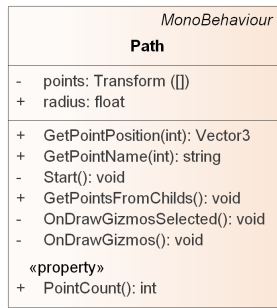 MonoBehaviour
Path
- points: Transform ([])
+ radius: float
+ GetPointPosition(int): Vector3
+ GetPointName(int): string
- Start(): void
+ GetPointsFromChilds(): void
- OnDrawGizmosSelected(): void
- OnDrawGizmos(): void
«property»
+ PointCount(): int